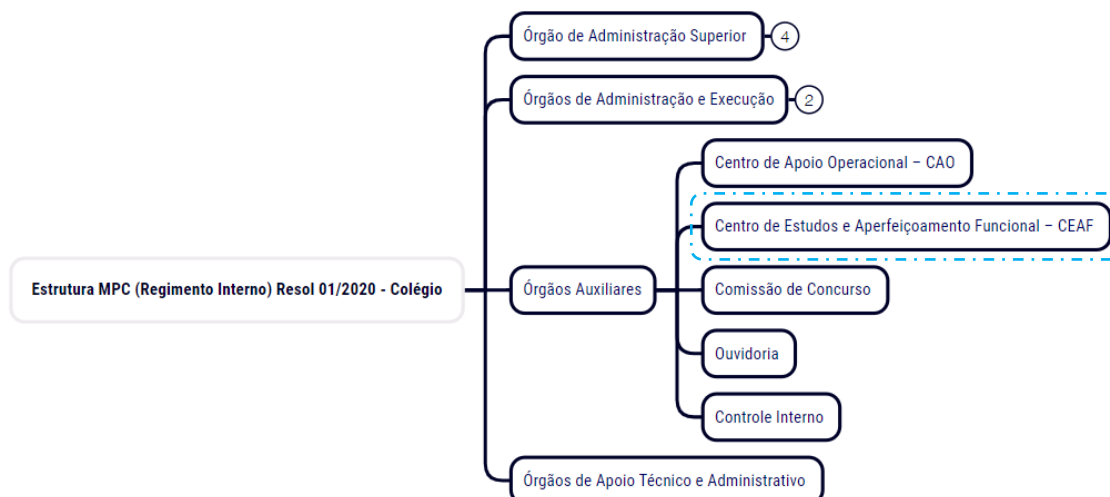 Órgão de Administração Superior 4
Órgãos de Administração e Execução 2
Centro de Apoio Operacional – CAO
Centro de Estudos e Aperfeiçoamento Funcional – CEAF
Estrutura MPC (Regimento Interno) Resol 01/2020 - Colégio
Órgãos Auxiliares
Comissão de Concurso
Ouvidoria
Controle Interno
Órgãos de Apoio Técnico e Administrativo